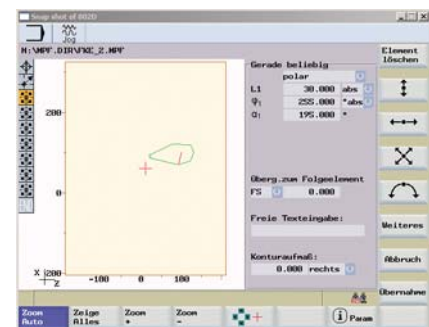 Snap shot of 802D
Jog
N:\MPF.DIR\FKE_2.MPF
Element
löschen
Gerade beliebig
polar
L1 30.000 abs
φ1 255.000 °abs
α1 195.000 °
Überg.zum Folgeelement
FS 0.000
Freie Texteingabe:
Konturaufmaß:
0.000 rechts
200
0
X -200
Z -100 0 100
Weiteres
Abbruch
Übernahme
Zoom
Auto
Zeige
Alles
Zoom
+
Zoom
-
i Param